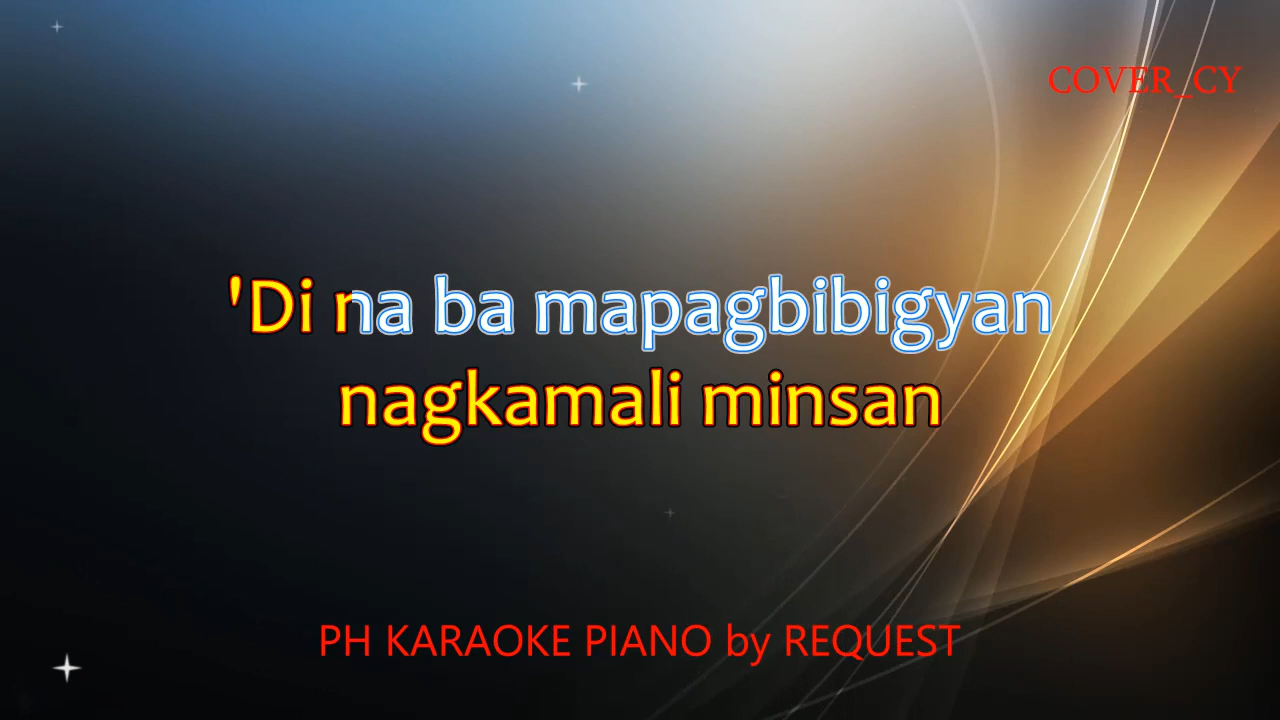 COVER_CY
'Di na ba mapagbibigyan
nagkamali minsan
PH KARAOKE PIANO by REQUEST